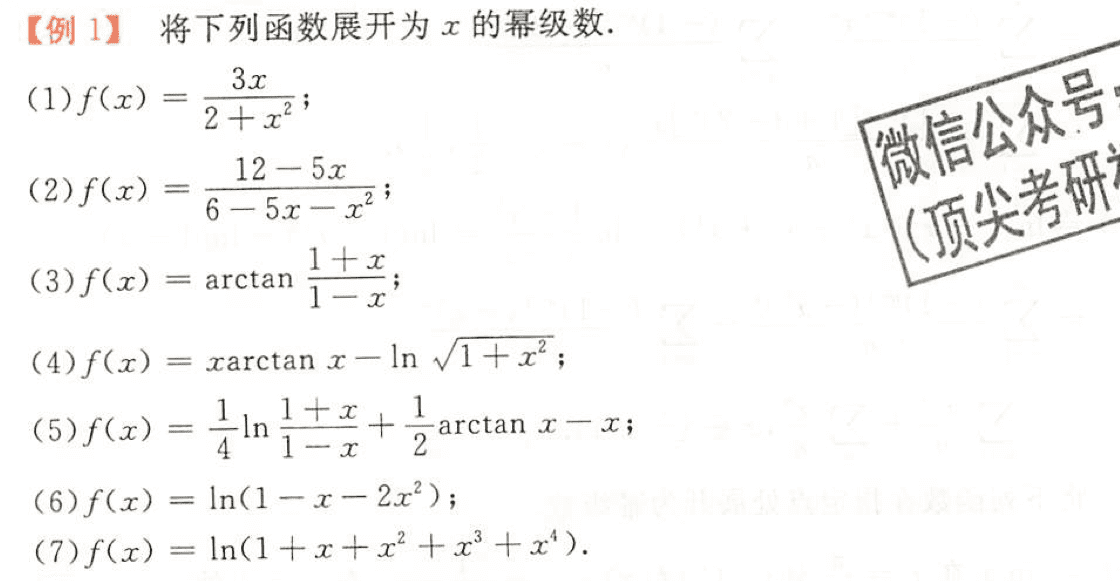 【例 1】 将下列函数展开为 x 的幂级数.
(1) f(x) = \frac{3x}{2+x^2};
(2) f(x) = \frac{12-5x}{6-5x-x^2};
(3) f(x) = arctan \frac{1+x}{1-x};
(4) f(x) = xarctan x - ln \sqrt{1+x^2};
(5) f(x) = \frac{1}{4}ln \frac{1+x}{1-x} + \frac{1}{2}arctan x - x;
(6) f(x) = ln(1-x-2x^2);
(7) f(x) = ln(1+x+x^2+x^3+x^4).
微信公众号:
(顶尖考研